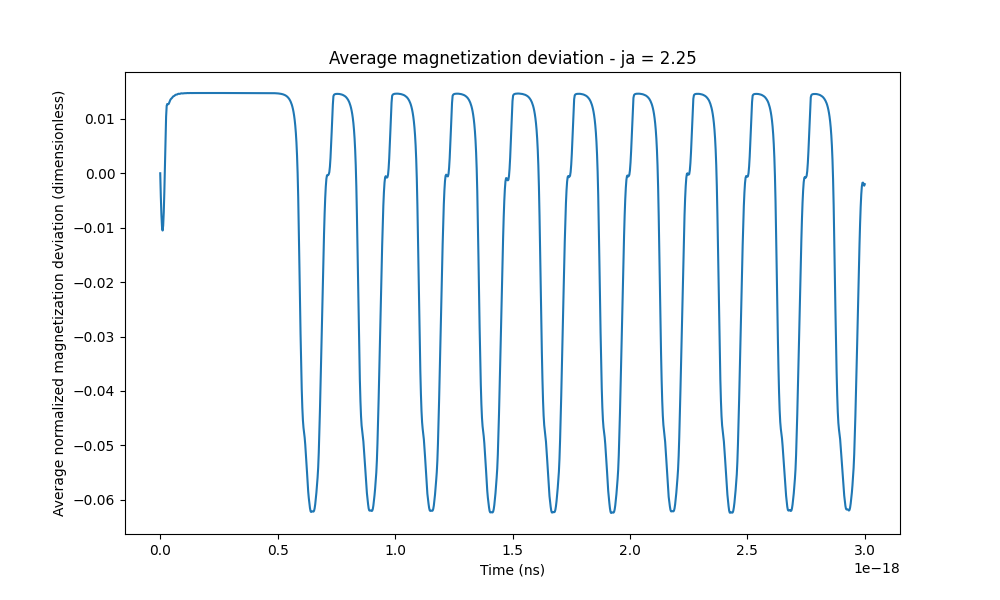 Average magnetization deviation - ja = 2.25
Average normalized magnetization deviation (dimensionless)
0.01
0.00
−0.01
−0.02
−0.03
−0.04
−0.05
−0.06
0.0 0.5 1.0 1.5 2.0 2.5 3.0
1e−18
Time (ns)